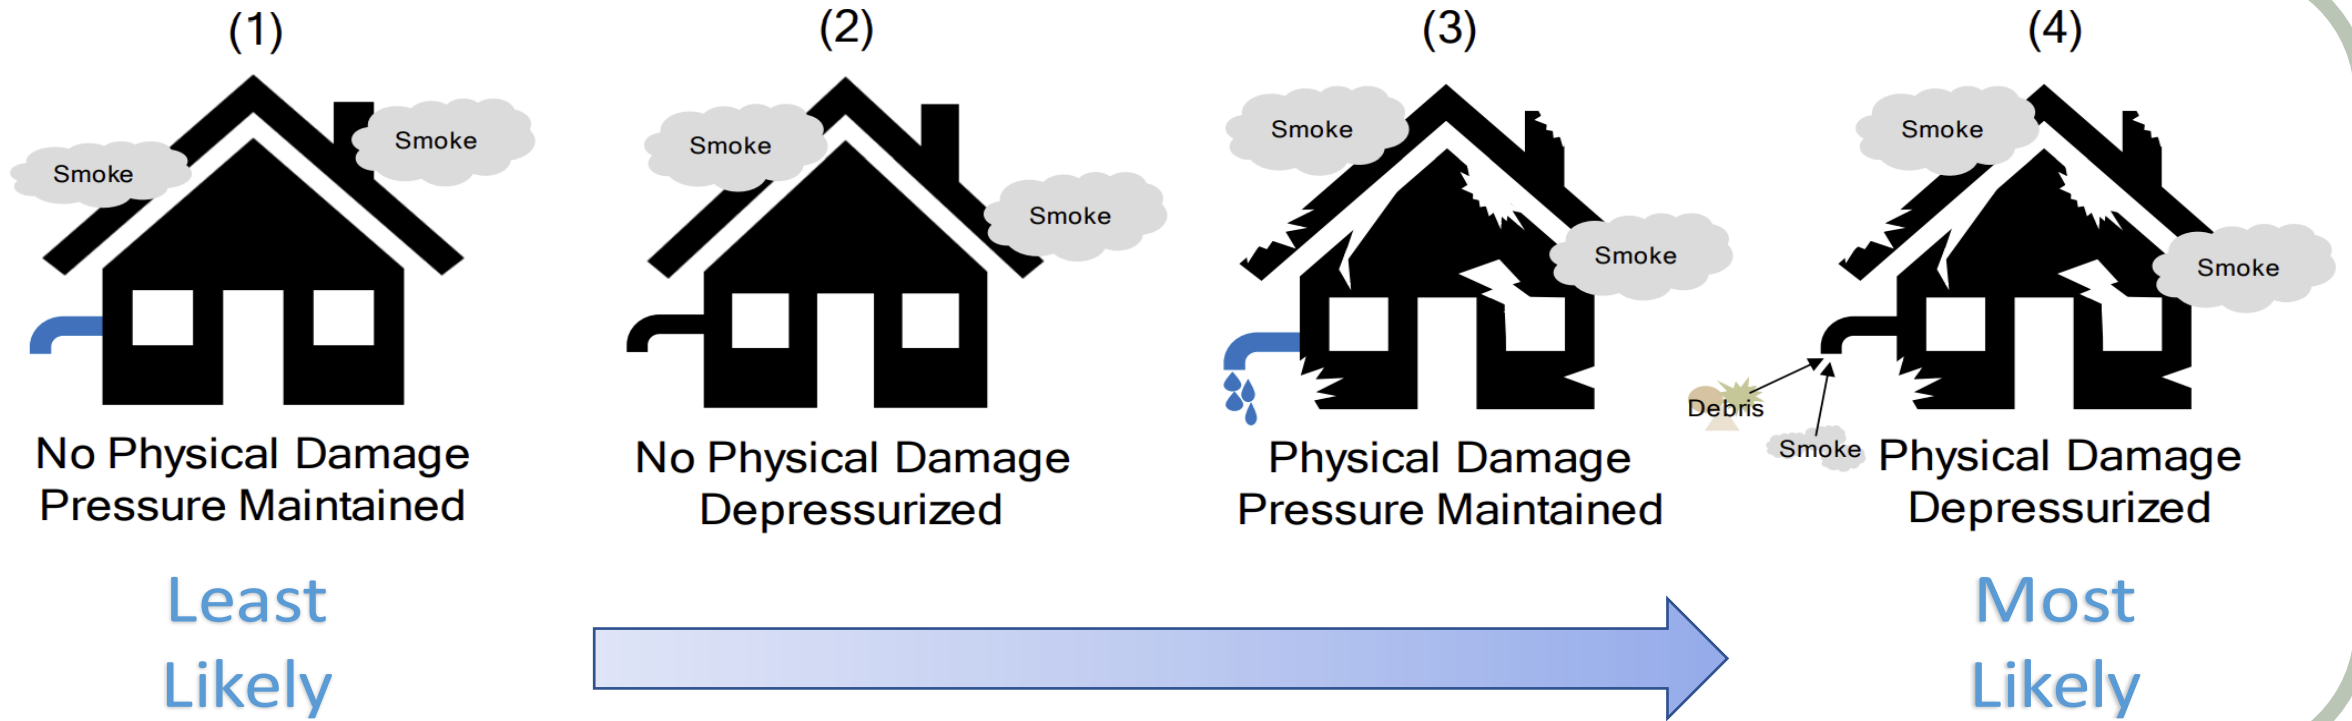 (1)
(2)
(3)
(4)
Smoke
Smoke
Smoke
Smoke
Smoke
Smoke
Smoke
Smoke
Debris
Smoke
No Physical Damage
Pressure Maintained
No Physical Damage
Depressurized
Physical Damage
Pressure Maintained
Physical Damage
Depressurized
Least
Likely
Most
Likely